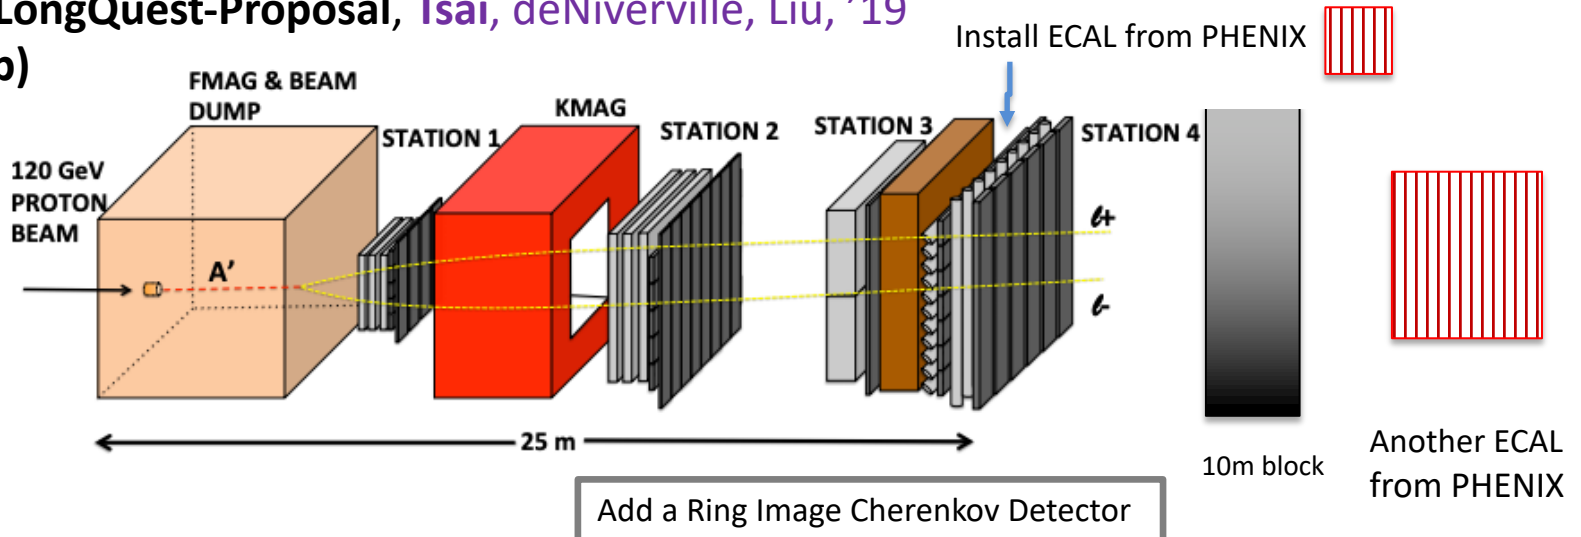 LongQuest-Proposal, Tsai, deNiverville, Liu, ’19
b)
Install ECAL from PHENIX
FMAG & BEAM
DUMP
KMAG
STATION 1
STATION 2
STATION 3
STATION 4
120 GeV
PROTON
BEAM
A’
ℓ+
ℓ-
25 m
10m block
Another ECAL
from PHENIX
Add a Ring Image Cherenkov Detector